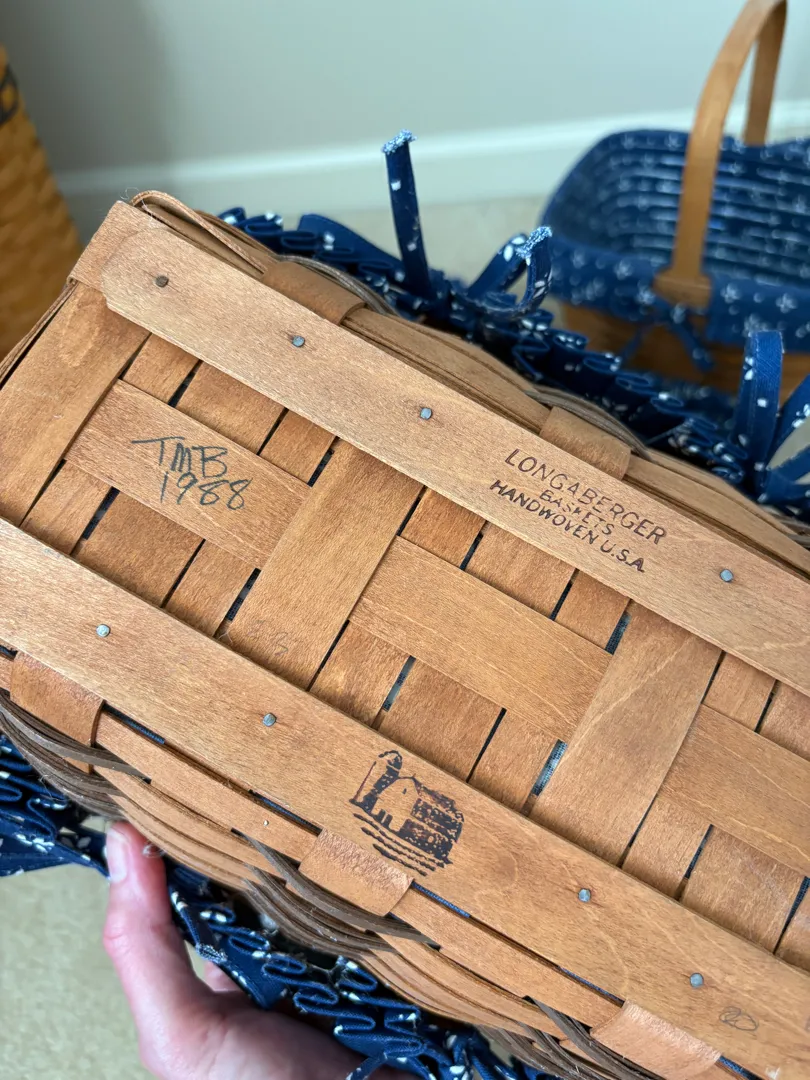 TMB
1988
LONGABERGER
BASKETS
HANDWOVEN U.S.A.